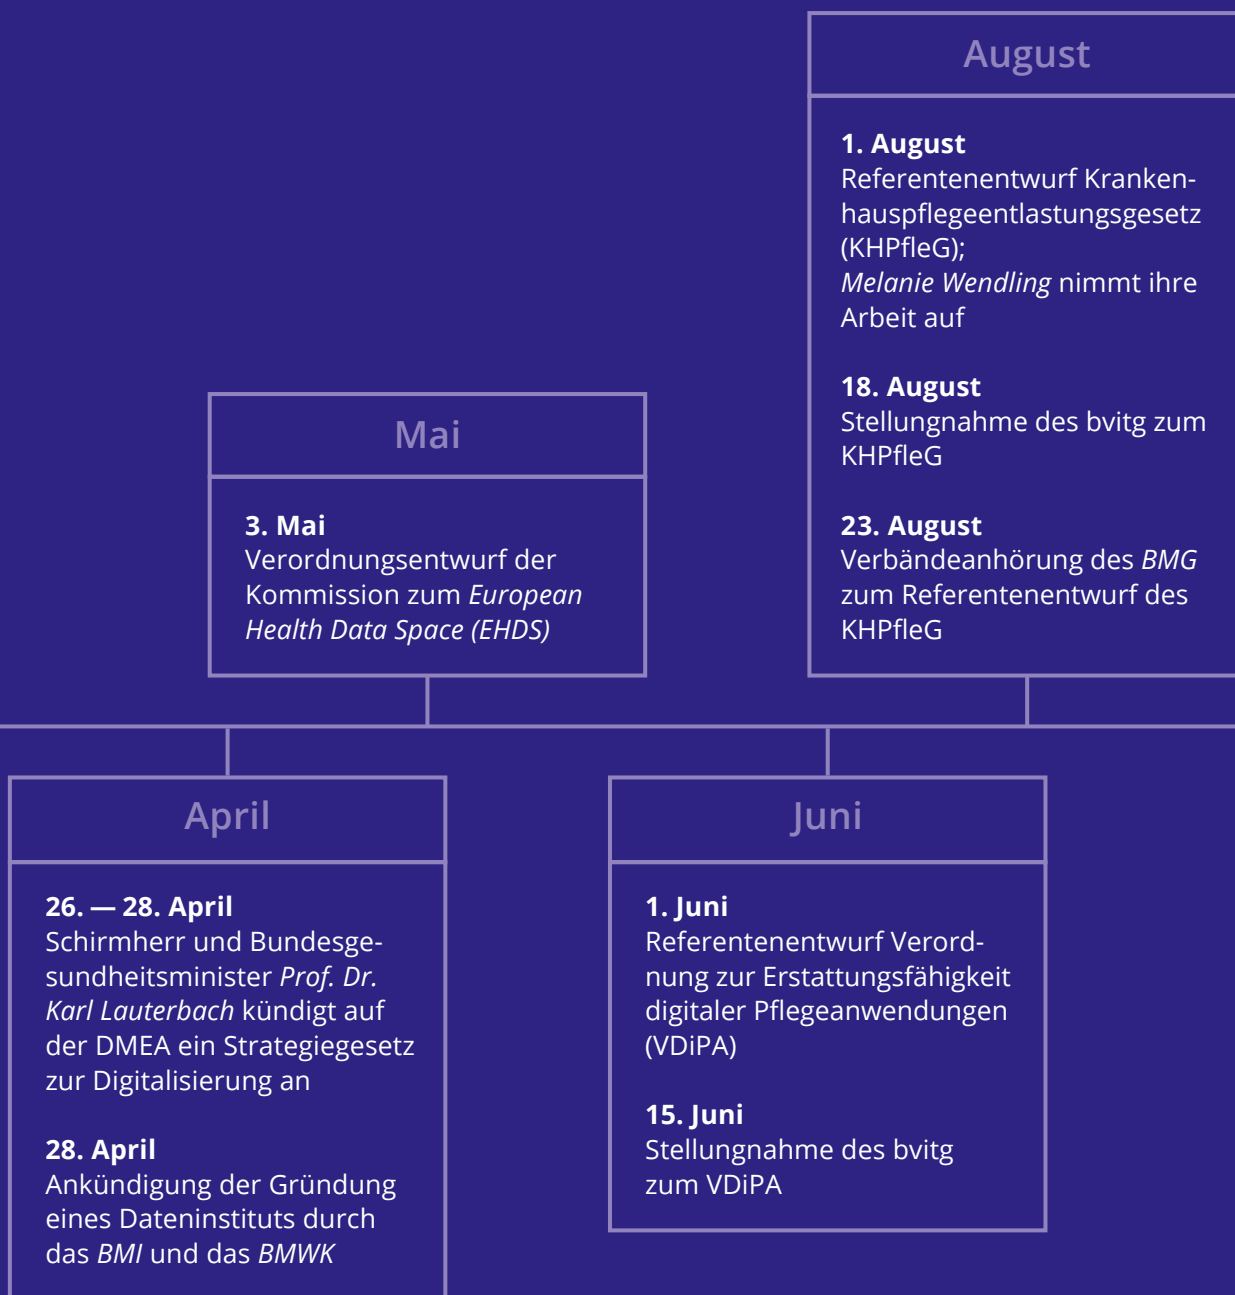 April
26. — 28. April
Schirmherr und Bundesge-
sundheitsminister Prof. Dr.
Karl Lauterbach kündigt auf
der DMEA ein Strategiegesetz
zur Digitalisierung an
28. April
Ankündigung der Gründung
eines Dateninstituts durch
das BMI und das BMWK
Mai
3. Mai
Verordnungsentwurf der
Kommission zum European
Health Data Space (EHDS)
Juni
1. Juni
Referentenentwurf Verord-
nung zur Erstattungsfähigkeit
digitaler Pflegeanwendungen
(VDiPA)
15. Juni
Stellungnahme des bvitg
zum VDiPA
August
1. August
Referentenentwurf Kranken-
hauspflegeentlastungsgesetz
(KHPfleG);
Melanie Wendling nimmt ihre
Arbeit auf
18. August
Stellungnahme des bvitg zum
KHPfleG
23. August
Verbändeanhörung des BMG
zum Referentenentwurf des
KHPfleG